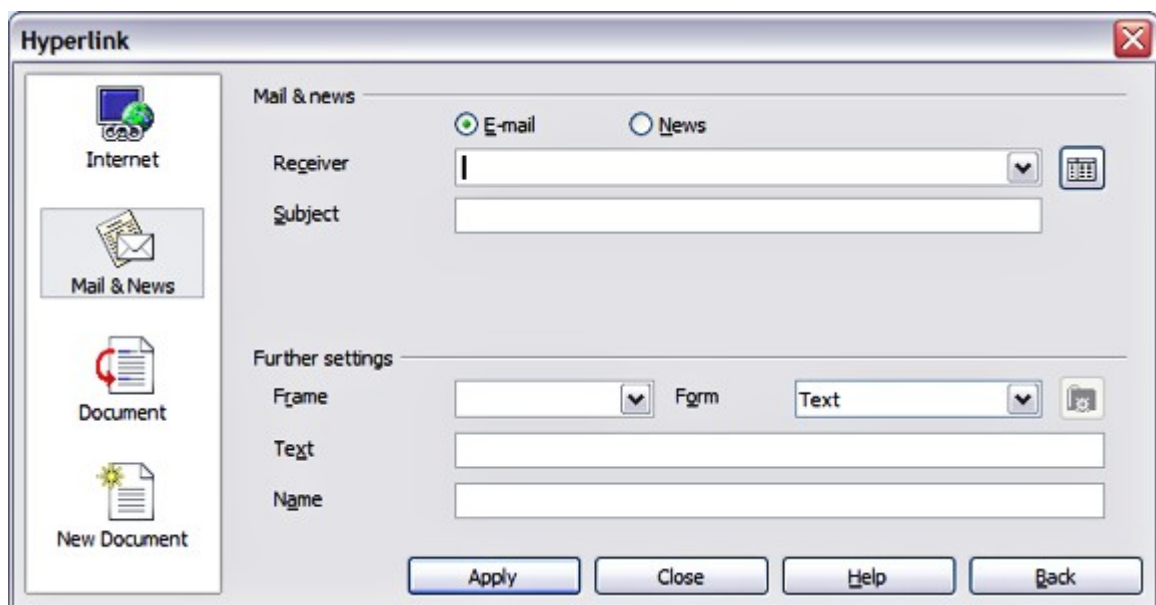 Hyperlink
Internet
Mail & News
Document
New Document
Mail & news
E-mail News
Receiver
Subject
Further settings
Frame Form Text
Text
Name
Apply Close Help Back